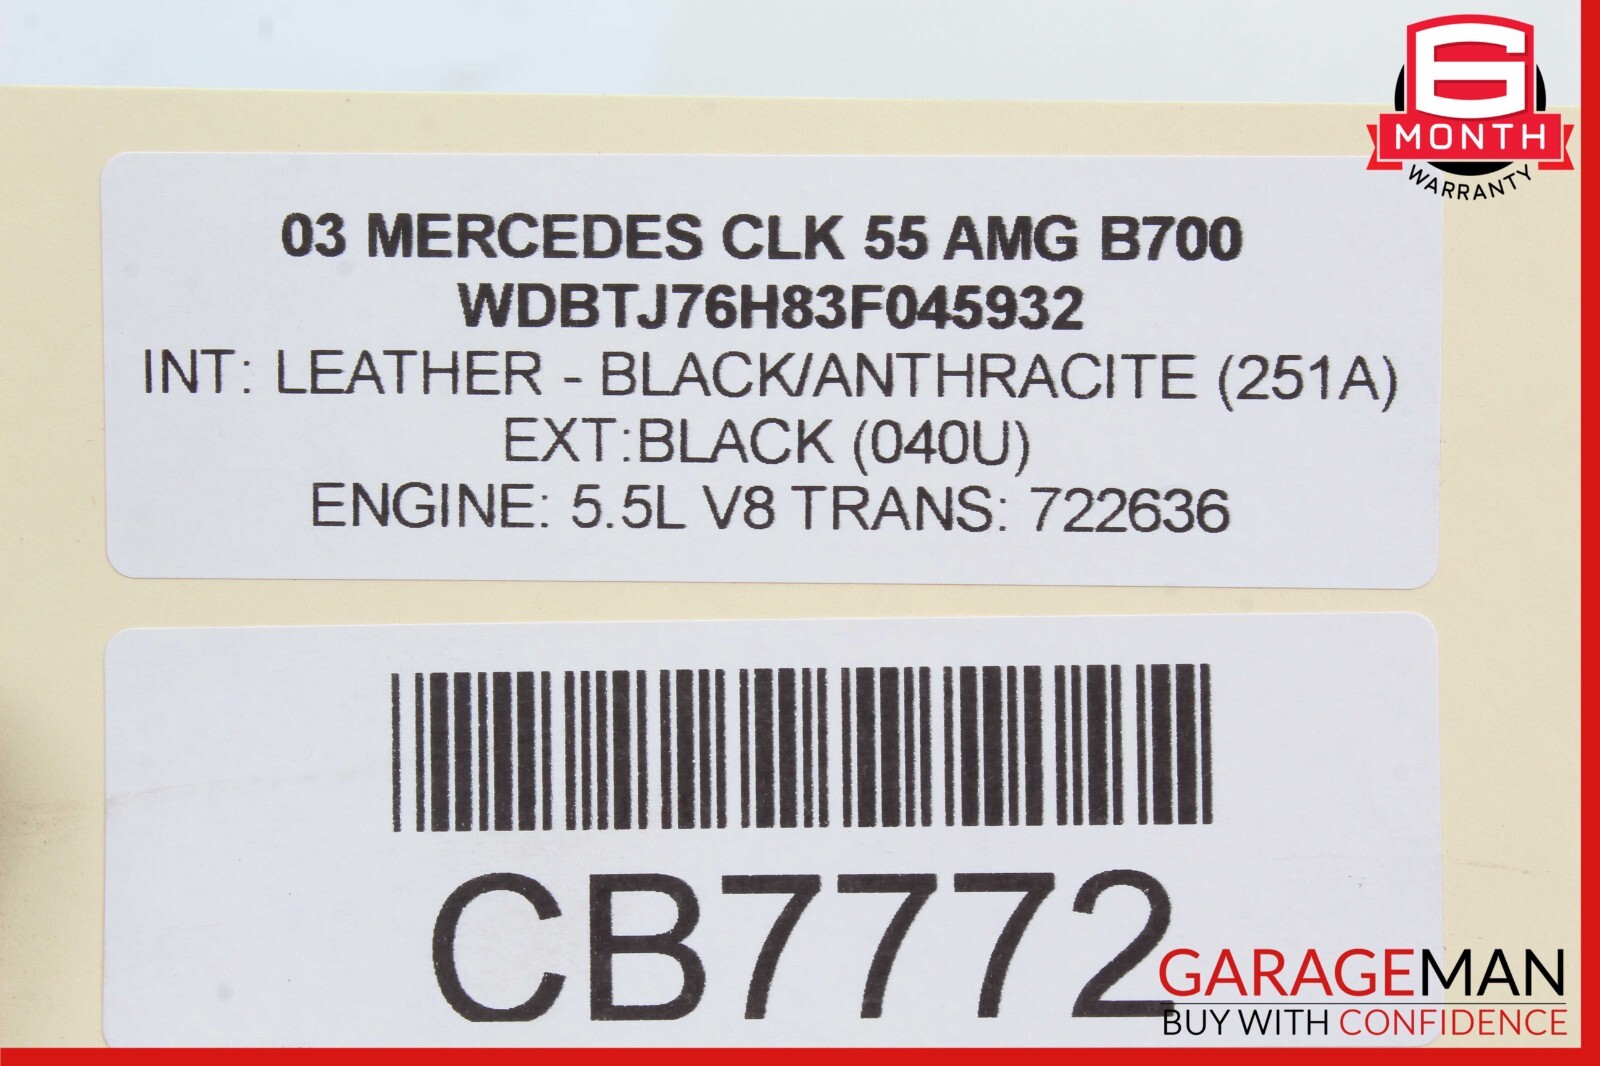 6
MONTH
WARRANTY
03 MERCEDES CLK 55 AMG B700
WDBTJ76H83F045932
INT: LEATHER - BLACK/ANTHRACITE (251A)
EXT:BLACK (040U)
ENGINE: 5.5L V8 TRANS: 722636
CB7772
GARAGEMAN
BUY WITH CONFIDENCE